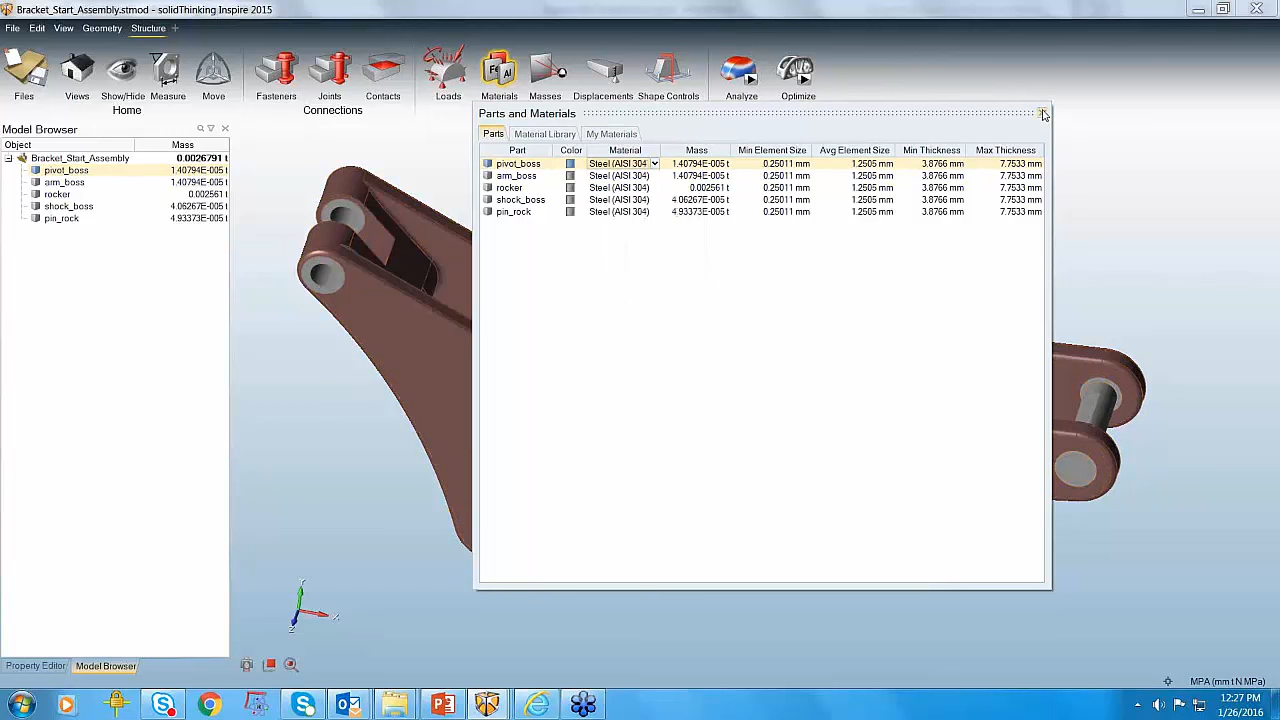 Bracket_Start_Assembly.stmod - solidThinking Inspire 2015
File Edit View Geometry Structure +
Files Views Show/Hide Measure Move Fasteners Joints Contacts Loads Materials Masses Displacements Shape Controls Analyze Optimize
Home Connections
Model Browser
Object Mass
Bracket_Start_Assembly 0.0026791 t
pivot_boss 1.40794E-005 t
arm_boss 1.40794E-005 t
rocker 0.002561 t
shock_boss 4.06267E-005 t
pin_rock 4.93373E-005 t
Parts and Materials
Parts Material Library My Materials
Part Color Material Mass Min Element Size Avg Element Size Min Thickness Max Thickness
pivot_boss Steel (AISI 304 1.40794E-005 t 0.25011 mm 1.2505 mm 3.8766 mm 7.7533 mm
arm_boss Steel (AISI 304) 1.40794E-005 t 0.25011 mm 1.2505 mm 3.8766 mm 7.7533 mm
rocker Steel (AISI 304) 0.002561 t 0.25011 mm 1.2505 mm 3.8766 mm 7.7533 mm
shock_boss Steel (AISI 304) 4.06267E-005 t 0.25011 mm 1.2505 mm 3.8766 mm 7.7533 mm
pin_rock Steel (AISI 304) 4.93373E-005 t 0.25011 mm 1.2505 mm 3.8766 mm 7.7533 mm
Fe Al
Y
X
Z
Property Editor Model Browser
MPA (mm t N MPa)
12:27 PM
1/26/2016